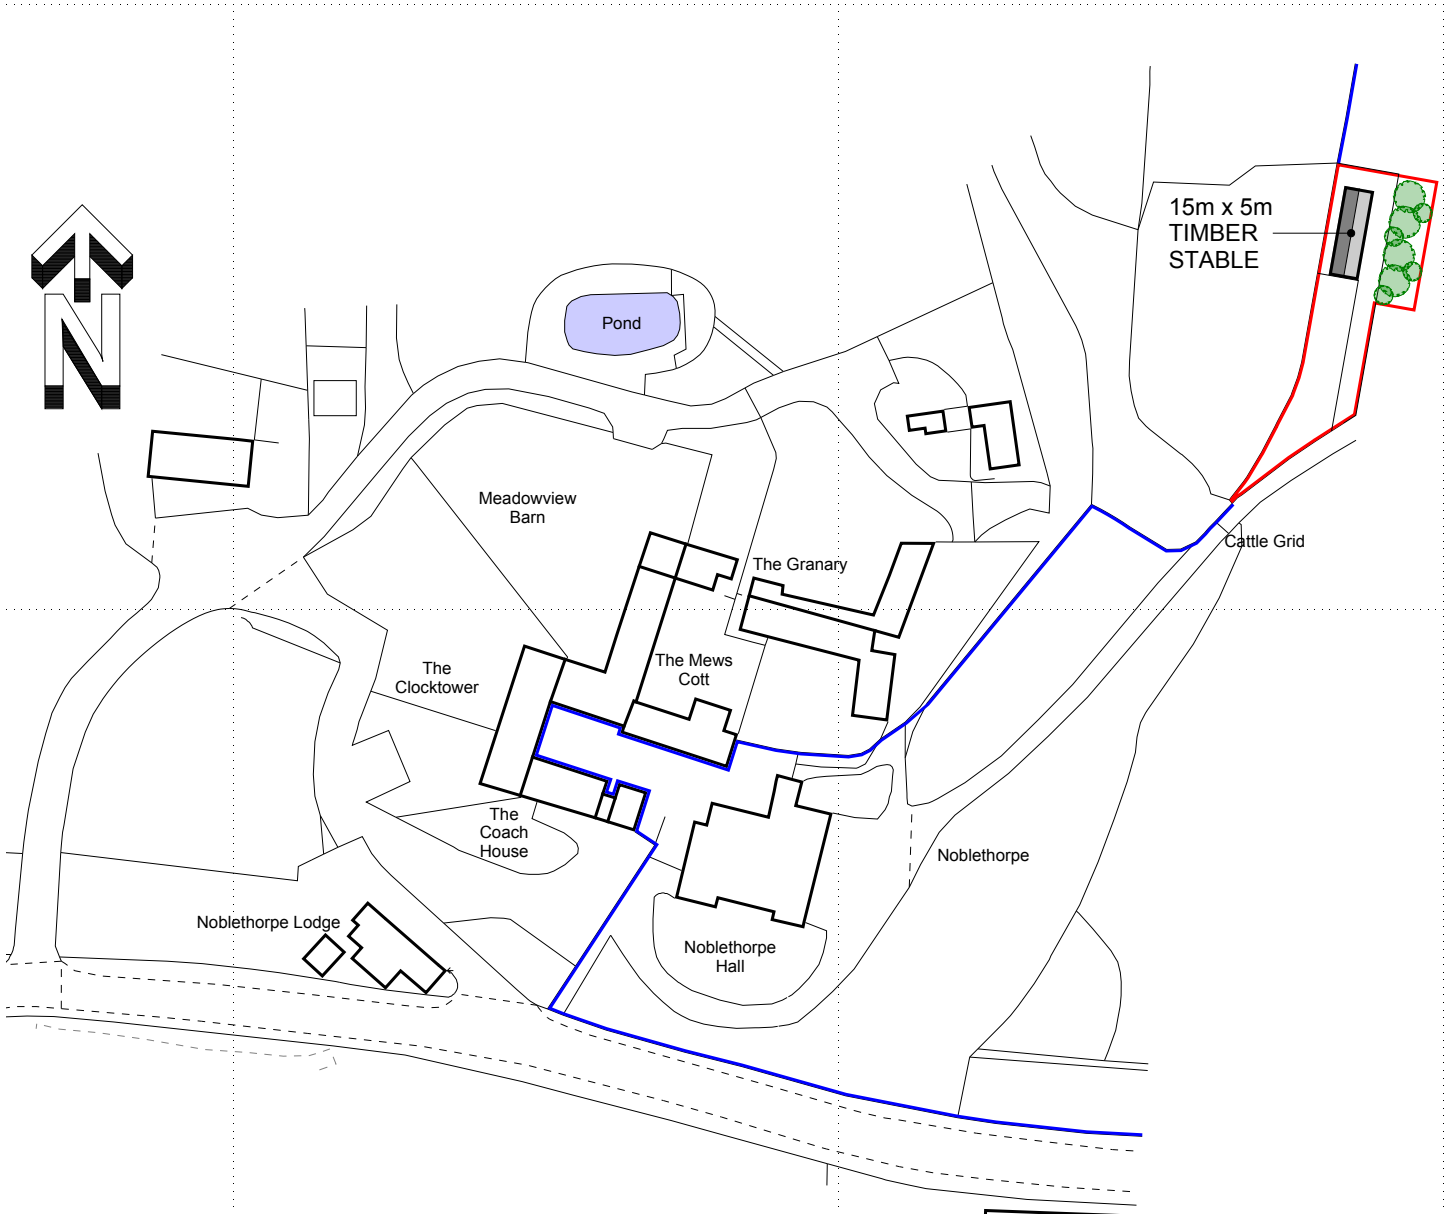 15m x 5m
TIMBER
STABLE
Pond
N
Meadowview
Barn
Cattle Grid
The Granary
The Mews
Cott
The
Clocktower
The
Coach
House
Noblethorpe
Noblethorpe Lodge
Noblethorpe
Hall